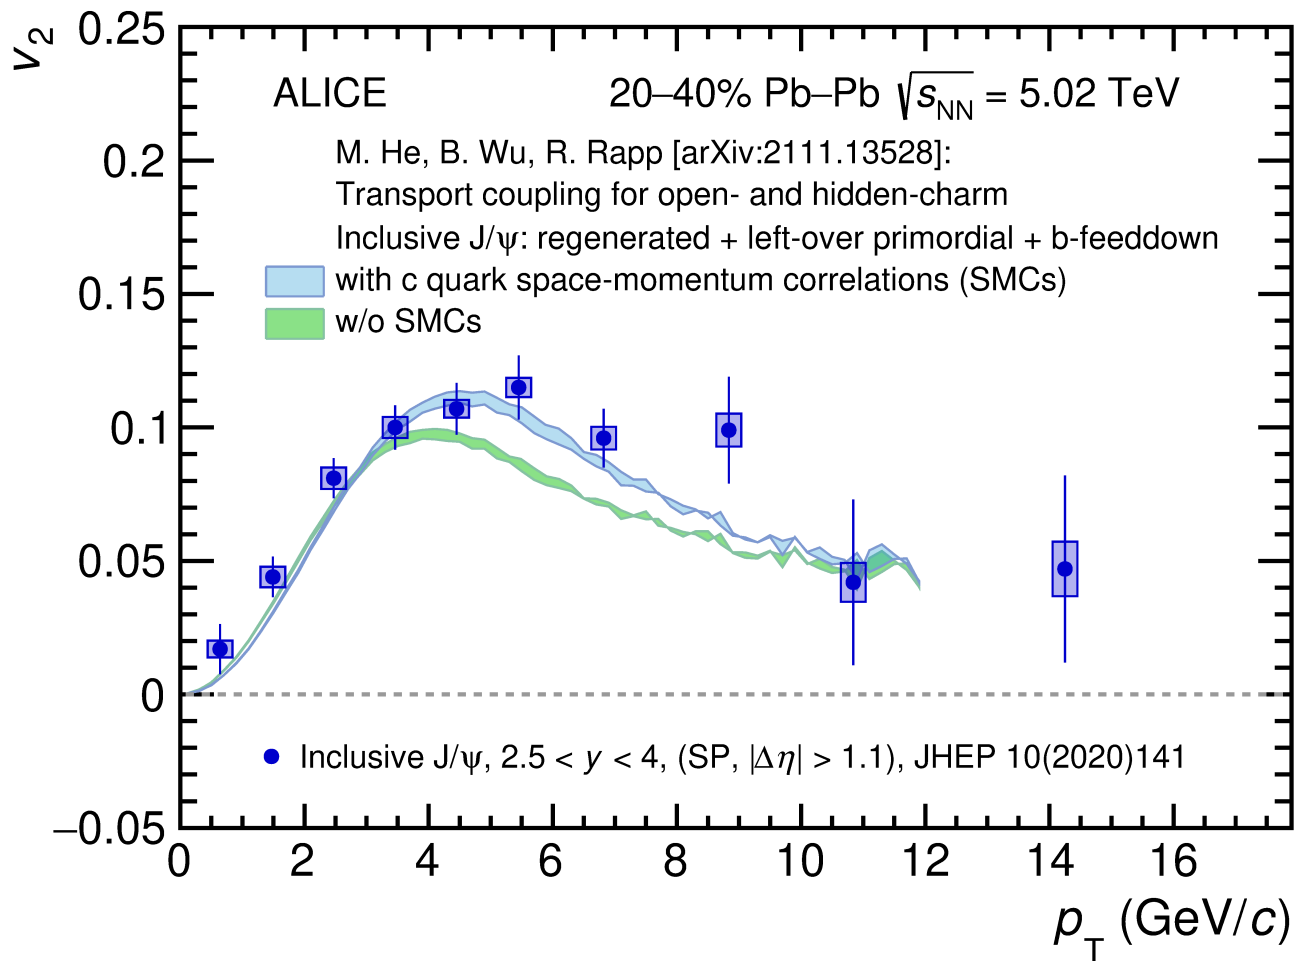 v2
0.25
0.2
0.15
0.1
0.05
0
−0.05
ALICE
20–40% Pb–Pb √sNN = 5.02 TeV
M. He, B. Wu, R. Rapp [arXiv:2111.13528]:
Transport coupling for open- and hidden-charm
Inclusive J/ψ: regenerated + left-over primordial + b-feeddown
with c quark space-momentum correlations (SMCs)
w/o SMCs
Inclusive J/ψ, 2.5 < y < 4, (SP, |Δη| > 1.1), JHEP 10(2020)141
0 2 4 6 8 10 12 14 16
pT (GeV/c)